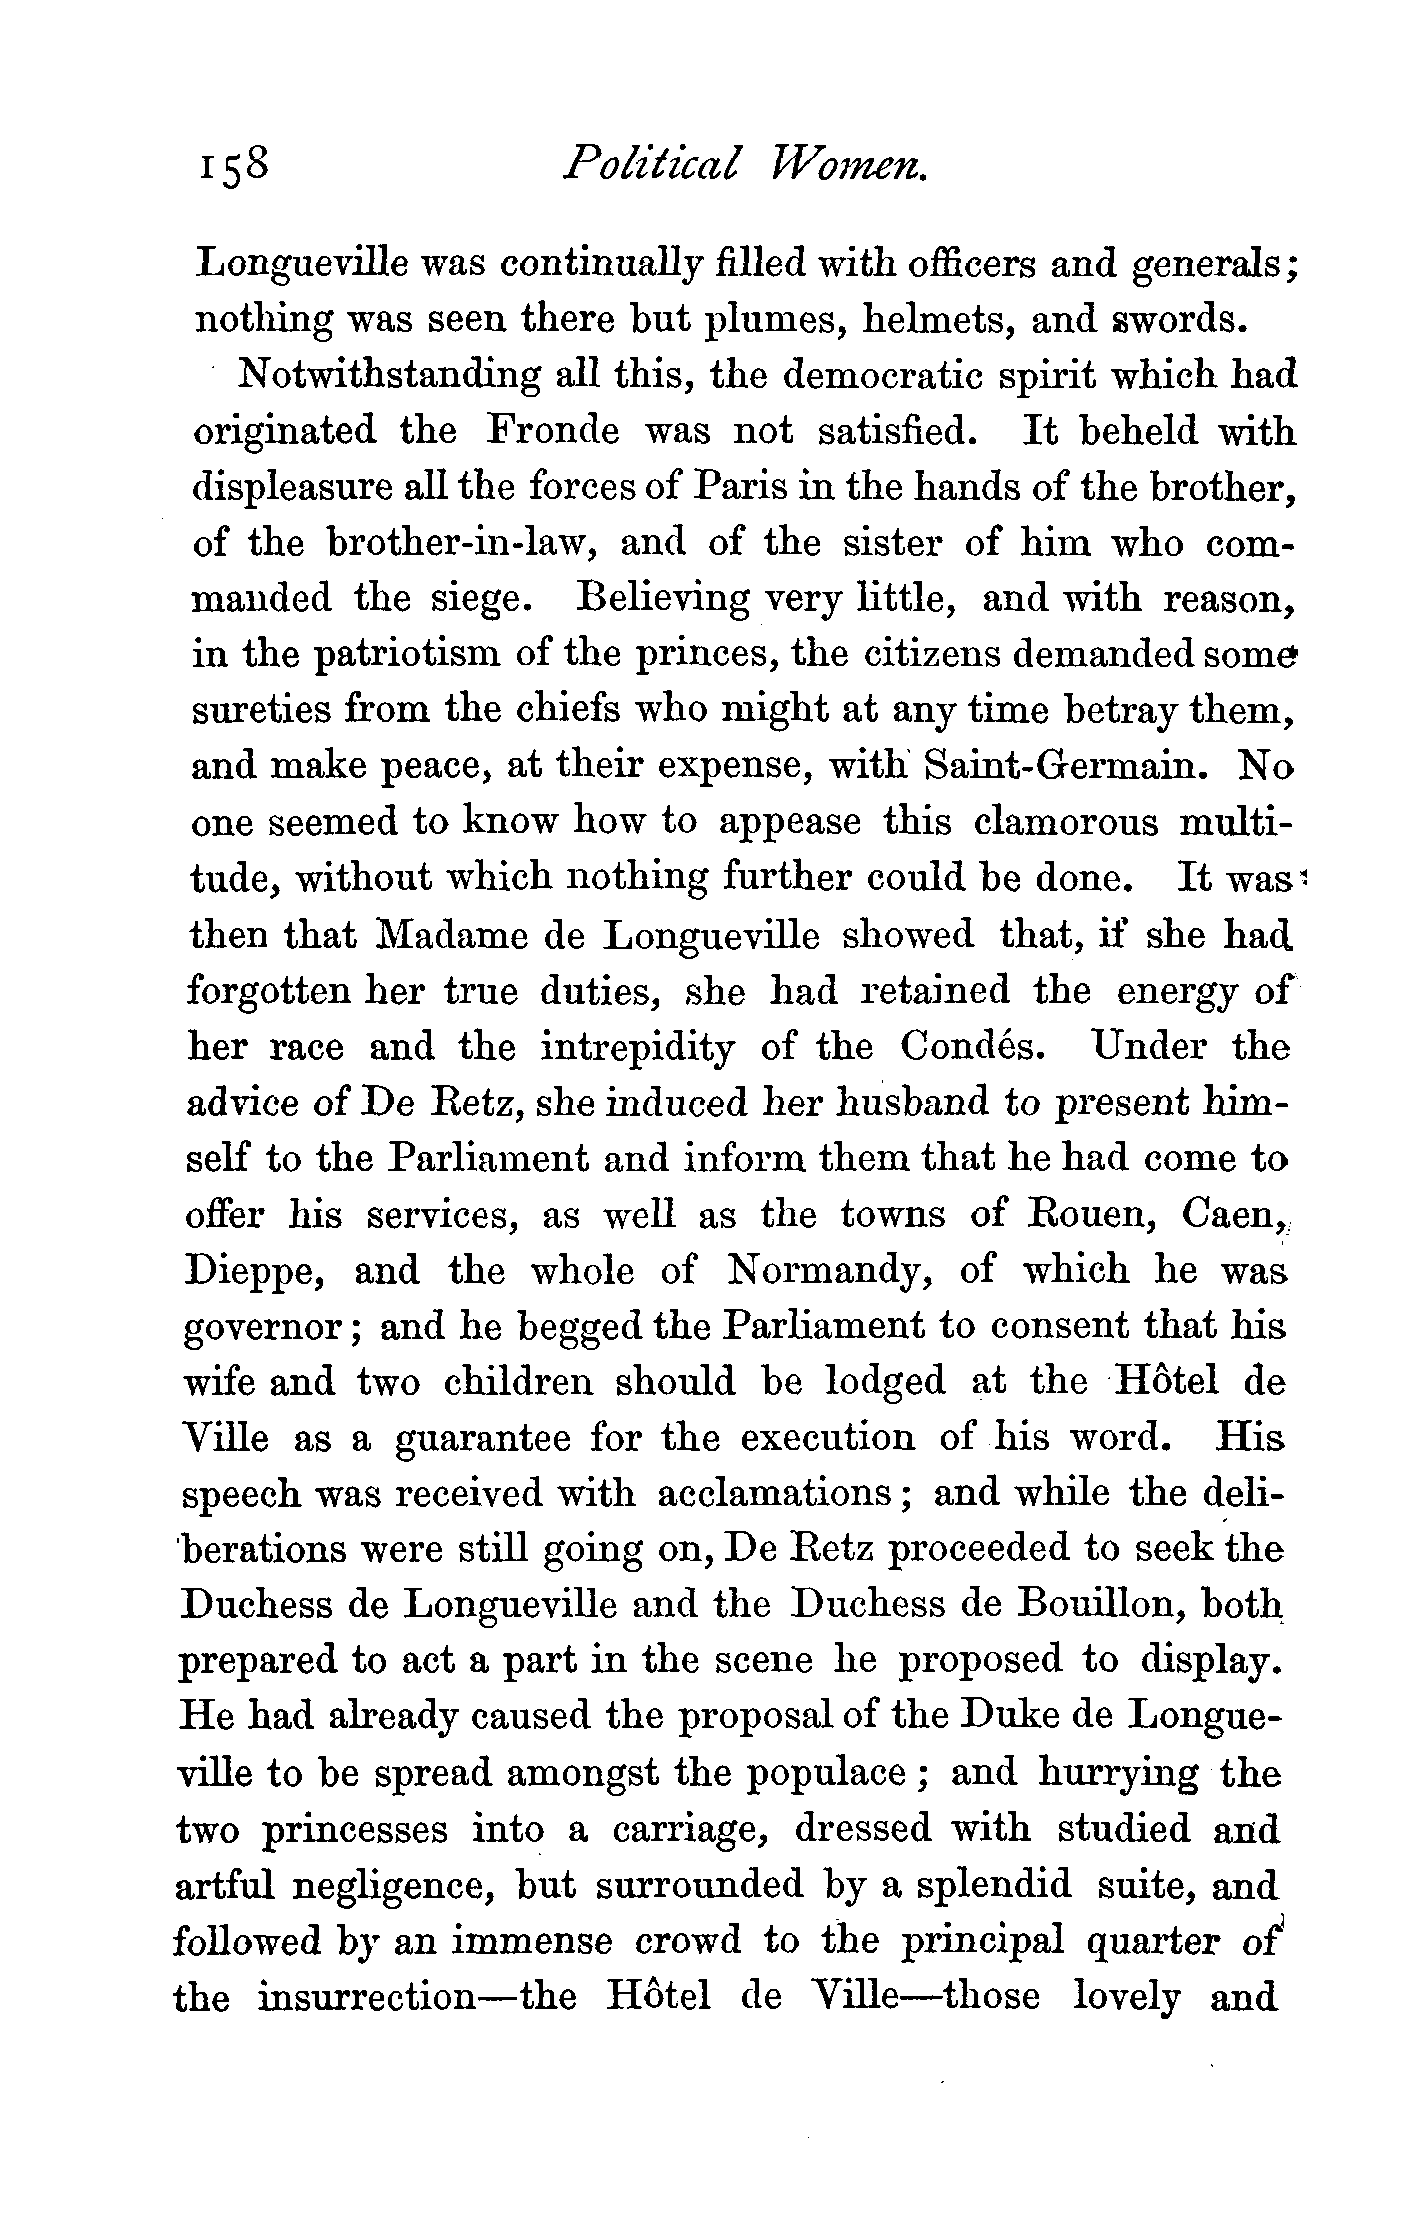 158 Political Women.
Longueville was continually filled with officers and generals;
nothing was seen there but plumes, helmets, and swords.
Notwithstanding all this, the democratic spirit which had
originated the Fronde was not satisfied. It beheld with
displeasure all the forces of Paris in the hands of the brother,
of the brother-in-law, and of the sister of him who com-
manded the siege. Believing very little, and with reason,
in the patriotism of the princes, the citizens demanded some
sureties from the chiefs who might at any time betray them,
and make peace, at their expense, with Saint-Germain. No
one seemed to know how to appease this clamorous multi-
tude, without which nothing further could be done. It was
then that Madame de Longueville showed that, if she had
forgotten her true duties, she had retained the energy of
her race and the intrepidity of the Condés. Under the
advice of De Retz, she induced her husband to present him-
self to the Parliament and inform them that he had come to
offer his services, as well as the towns of Rouen, Caen,
Dieppe, and the whole of Normandy, of which he was
governor; and he begged the Parliament to consent that his
wife and two children should be lodged at the Hôtel de
Ville as a guarantee for the execution of his word. His
speech was received with acclamations; and while the deli-
berations were still going on, De Retz proceeded to seek the
Duchess de Longueville and the Duchess de Bouillon, both
prepared to act a part in the scene he proposed to display.
He had already caused the proposal of the Duke de Longue-
ville to be spread amongst the populace; and hurrying the
two princesses into a carriage, dressed with studied and
artful negligence, but surrounded by a splendid suite, and
followed by an immense crowd to the principal quarter of
the insurrection—the Hôtel de Ville—those lovely and